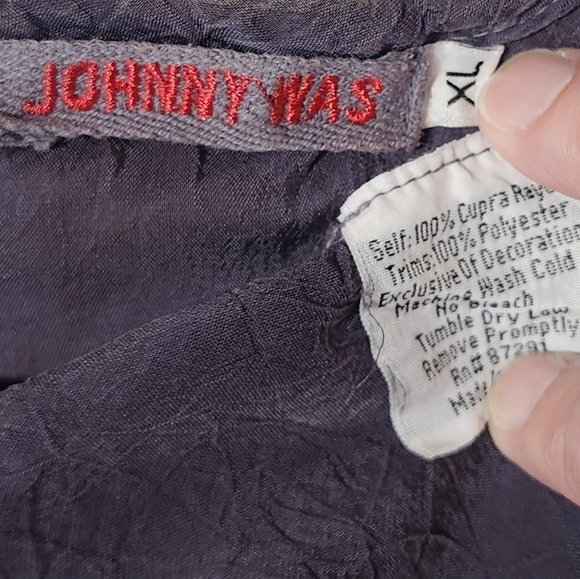 JOHNNY WAS
XL
Self:100% Cupra
Trims:100% Polyester
Exclusive Of Decoration
Machine Wash Cold
No Bleach
Tumble Dry Low
Remove Promptly
Rn# 87291